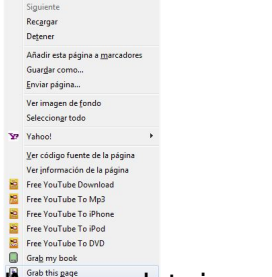 Siguiente
Recargar
Detener
Añadir esta página a marcadores
Guardar como...
Enviar página...
Ver imagen de fondo
Seleccionar todo
Yahoo!
Ver código fuente de la página
Ver información de la página
Free YouTube Download
Free YouTube To Mp3
Free YouTube To iPhone
Free YouTube To iPod
Free YouTube To DVD
Grab my book
Grab this page